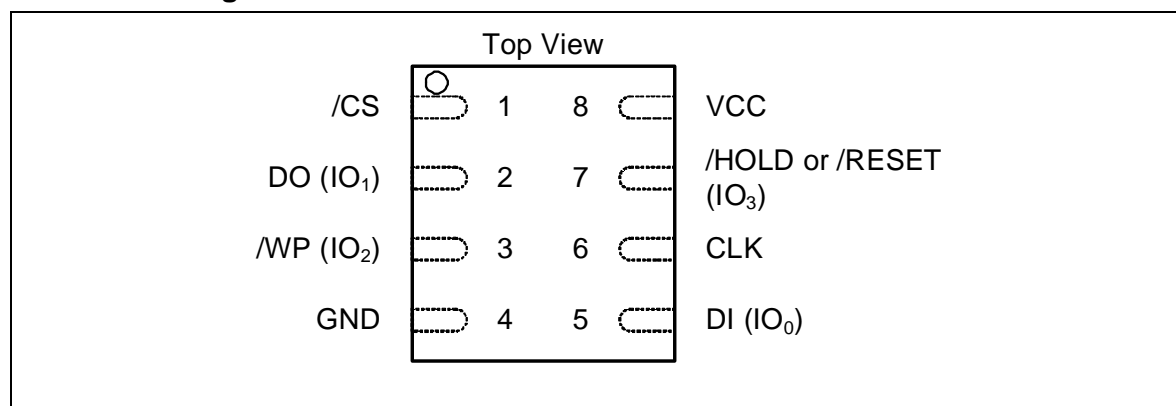 Top View
/CS 1 8 VCC
DO (IO₁) 2 7 /HOLD or /RESET
(IO₃)
/WP (IO₂) 3 6 CLK
GND 4 5 DI (IO₀)